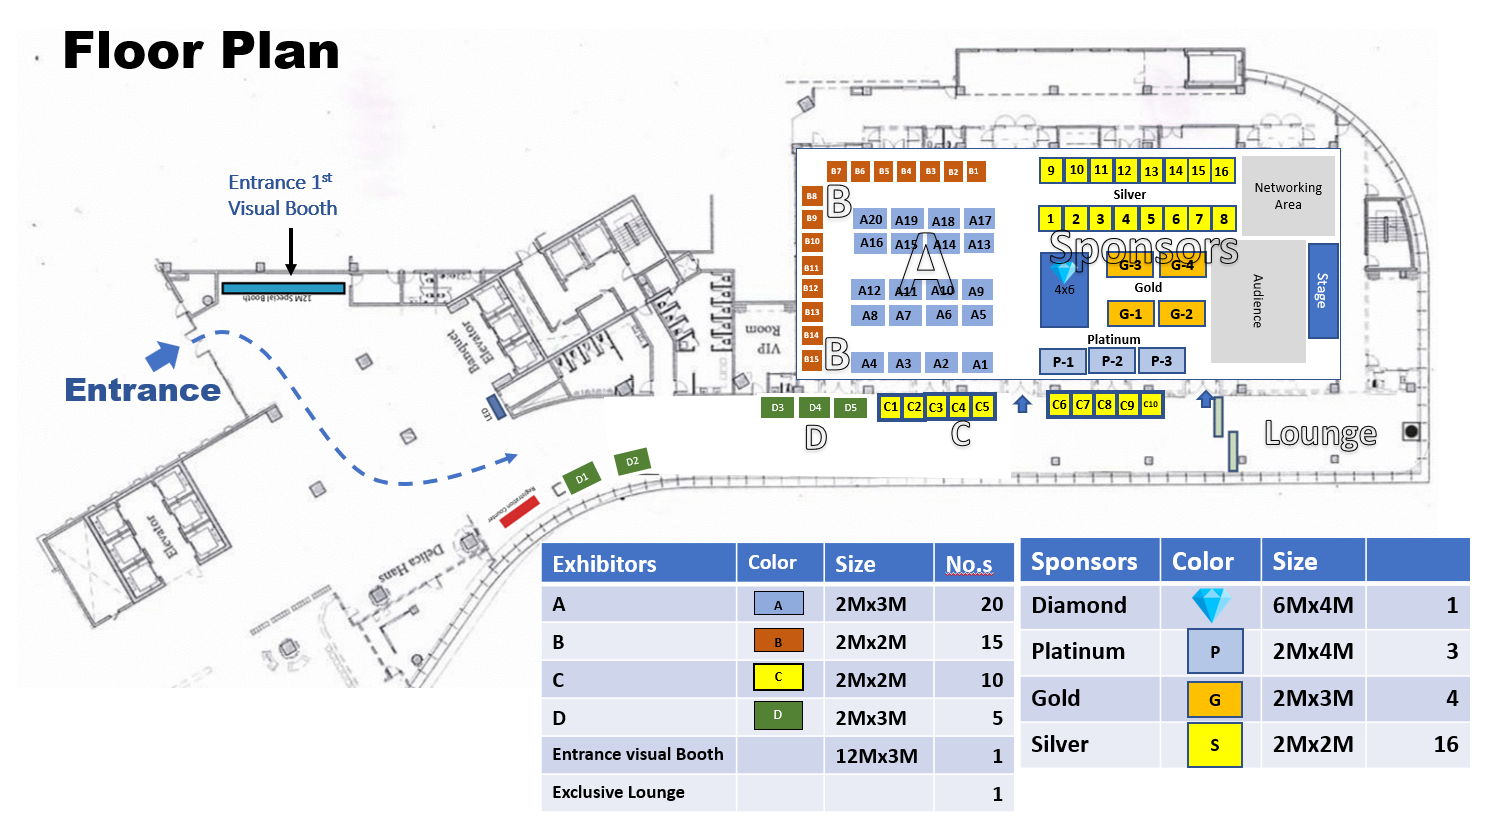 Floor Plan
Entrance 1st
Visual Booth
12M Special Booth
Entrance
Banquet
Elevator
LED
VIP
Room
Elevator
Delica Hans
Registration Counter
D1
D2
D3 D4 D5
D
C1 C2 C3 C4 C5
C
C6 C7 C8 C9 C10
Lounge
B7 B6 B5 B4 B3 B2 B1
B8
B
B9
B10
B11
B12
B13
B14
B15
B
A20 A19 A18 A17
A16 A15 A14 A13
A
A12 A11 A10 A9
A8 A7 A6 A5
A4 A3 A2 A1
9 10 11 12 13 14 15 16
Silver
1 2 3 4 5 6 7 8
Sponsors
4x6
G-3 G-4
Gold
G-1 G-2
Platinum
P-1 P-2 P-3
Networking
Area
Audience
Stage
Exhibitors Color Size No.s
A A 2Mx3M 20
B B 2Mx2M 15
C C 2Mx2M 10
D D 2Mx3M 5
Entrance visual Booth 12Mx3M 1
Exclusive Lounge 1
Sponsors Color Size
Diamond 6Mx4M 1
Platinum P 2Mx4M 3
Gold G 2Mx3M 4
Silver S 2Mx2M 16